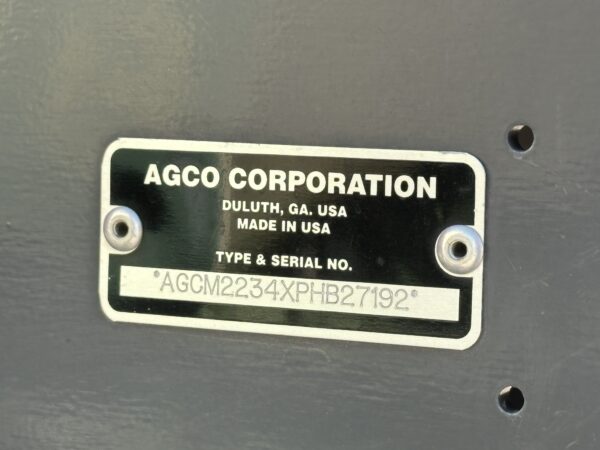 AGCO CORPORATION
DULUTH, GA. USA
MADE IN USA
TYPE & SERIAL NO.
*AGCM2234XPHB27192*